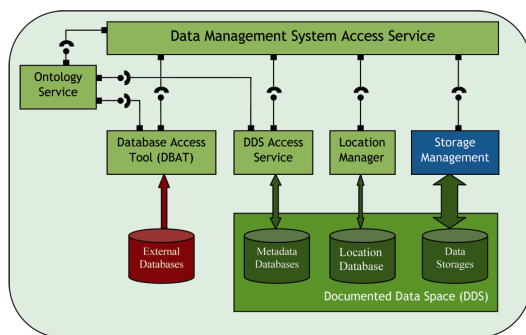 Data Management System Access Service
Ontology
Service
Database Access
Tool (DBAT)
DDS Access
Service
Location
Manager
Storage
Management
External
Databases
Metadata
Databases
Location
Database
Data
Storages
Documented Data Space (DDS)